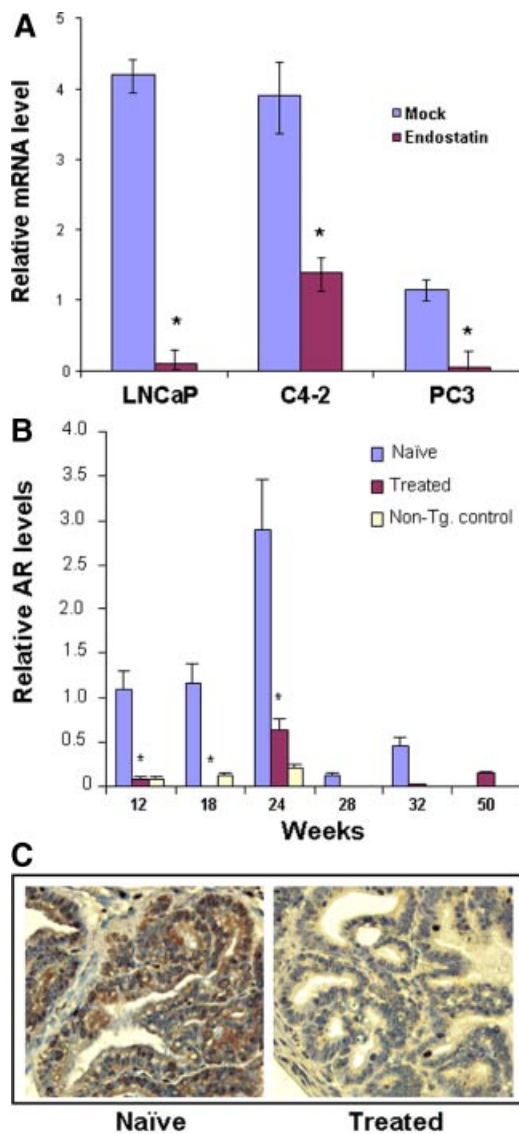 A
Relative mRNA level
5
4
3
2
1
0
Mock
Endostatin
*
*
*
LNCaP
C4-2
PC3
B
Relative AR levels
4.0
3.5
3.0
2.5
2.0
1.5
1.0
0.5
0
Naïve
Treated
Non-Tg. control
*
*
*
12
18
24
28
32
50
Weeks
C
Naïve
Treated